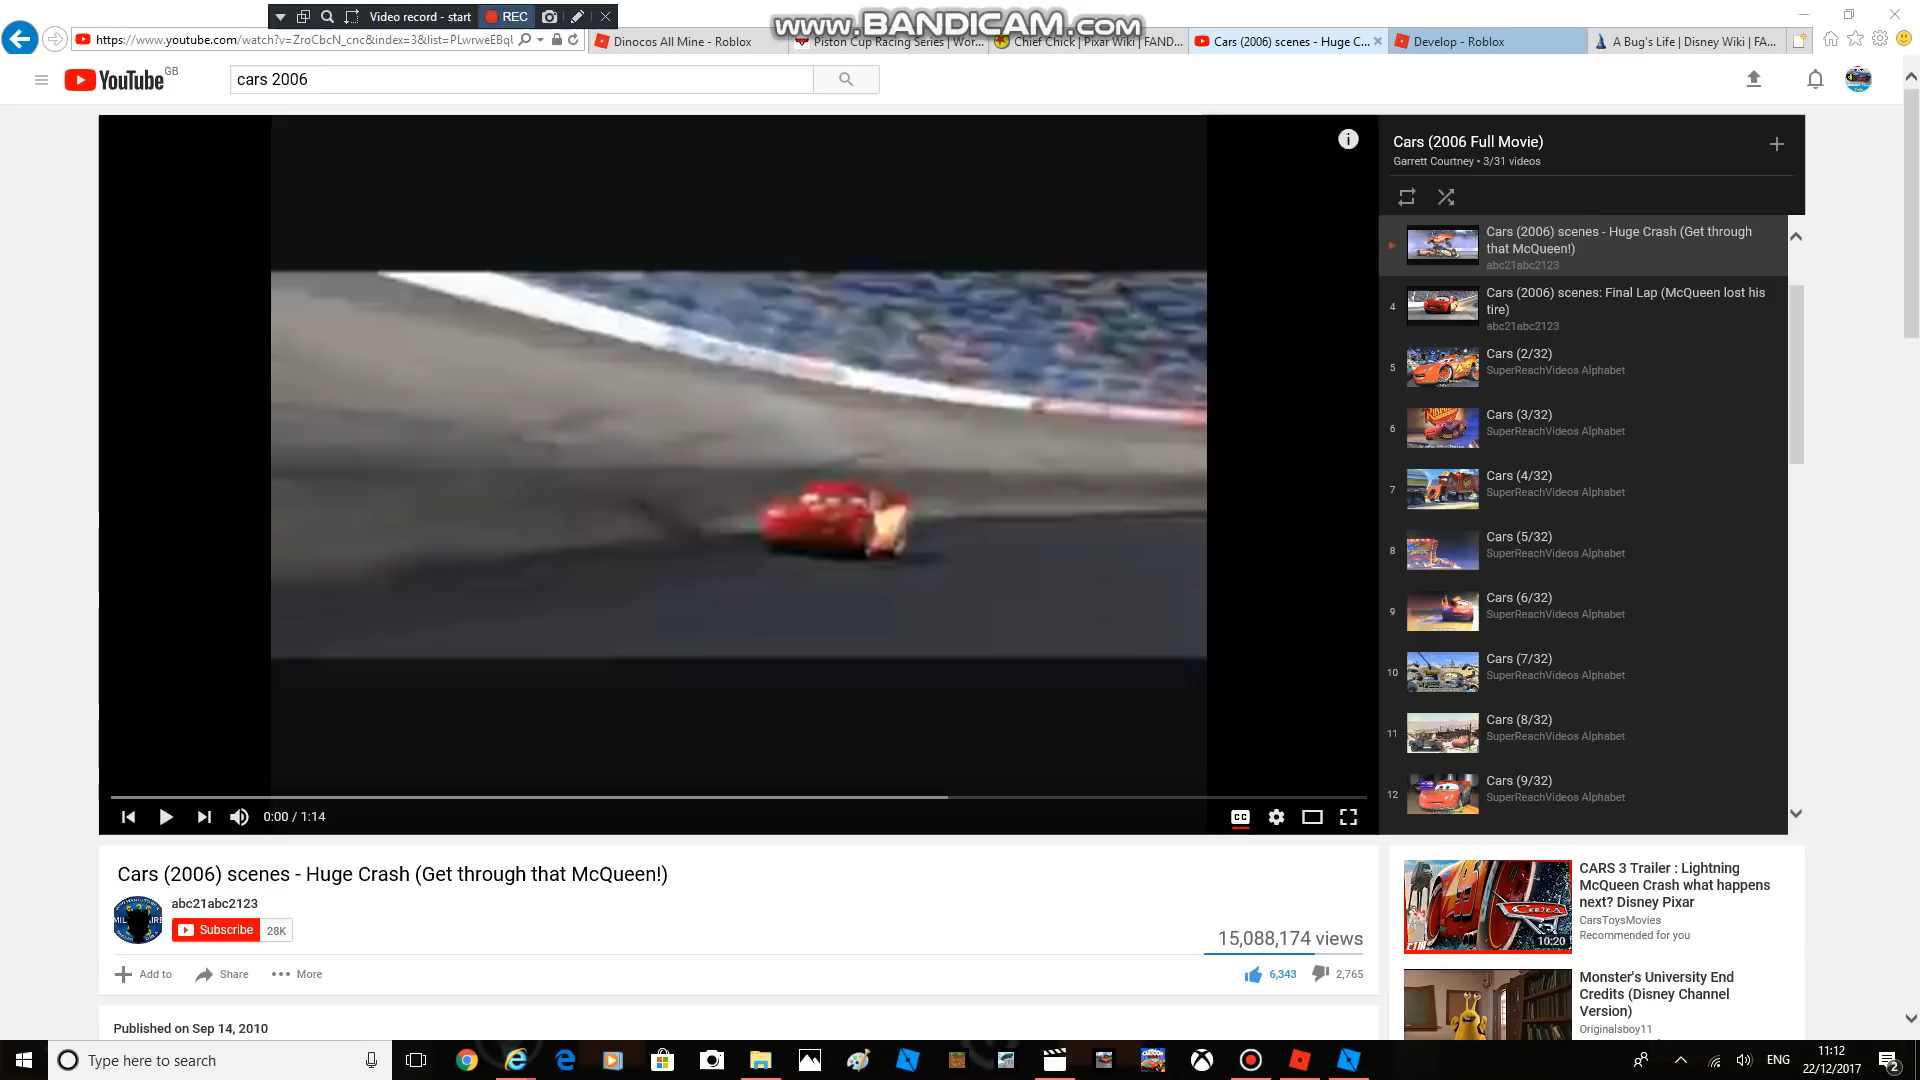 Video record - start
REC
www.BANDICAM.com
https://www.youtube.com/watch?v=ZroCbcN_cnc&index=3&list=PLwrweEBqU
Dinocos All Mine - Roblox
Piston Cup Racing Series | Wor...
Chief Chick | Pixar Wiki | FAND...
Cars (2006) scenes - Huge C...
Develop - Roblox
A Bug's Life | Disney Wiki | FA...
YouTube GB
cars 2006
Cars (2006 Full Movie)
Garrett Courtney • 3/31 videos
Cars (2006) scenes - Huge Crash (Get through
that McQueen!)
abc21abc2123
4
Cars (2006) scenes: Final Lap (McQueen lost his
tire)
abc21abc2123
5
Cars (2/32)
SuperReachVideos Alphabet
6
Cars (3/32)
SuperReachVideos Alphabet
7
Cars (4/32)
SuperReachVideos Alphabet
8
Cars (5/32)
SuperReachVideos Alphabet
9
Cars (6/32)
SuperReachVideos Alphabet
10
Cars (7/32)
SuperReachVideos Alphabet
11
Cars (8/32)
SuperReachVideos Alphabet
12
Cars (9/32)
SuperReachVideos Alphabet
0:00 / 1:14
CC
Cars (2006) scenes - Huge Crash (Get through that McQueen!)
abc21abc2123
Subscribe 28K
15,088,174 views
Add to
Share
More
6,343
2,765
Published on Sep 14, 2010
CARS 3 Trailer : Lightning
McQueen Crash what happens
next? Disney Pixar
CarsToysMovies
Recommended for you
10:20
Monster's University End
Credits (Disney Channel
Version)
Originalsboy11
Type here to search
ENG
11:12
22/12/2017
2